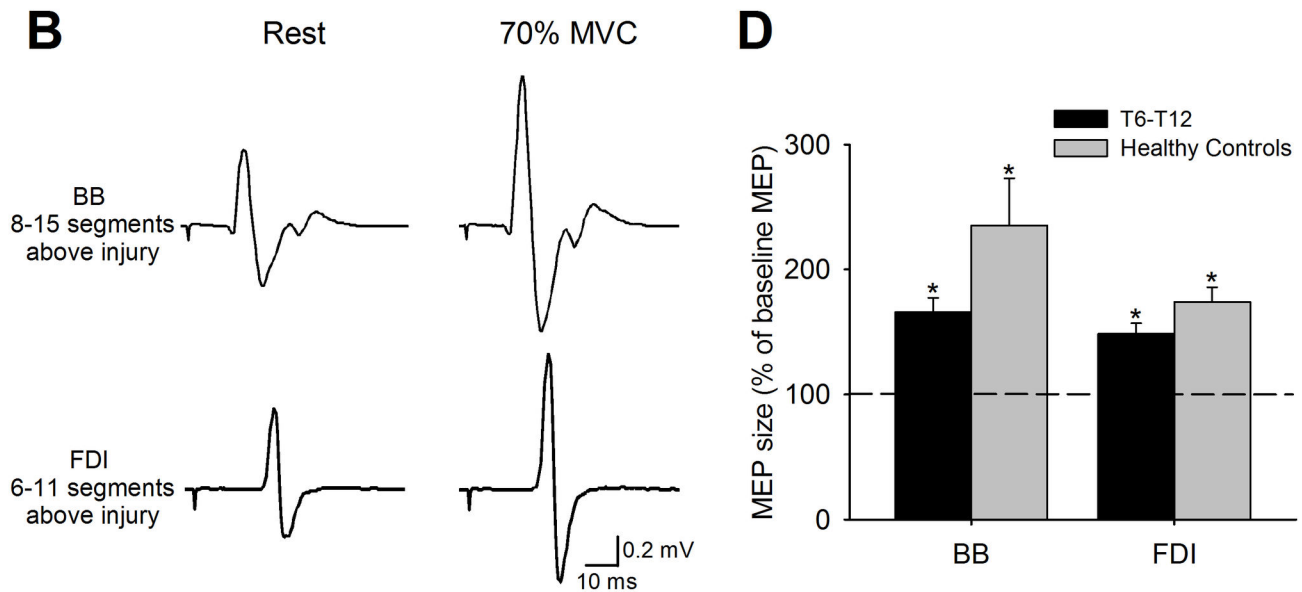 B
Rest
70% MVC
BB
8-15 segments
above injury
FDI
6-11 segments
above injury
0.2 mV
10 ms
D
T6-T12
Healthy Controls
MEP size (% of baseline MEP)
300
200
100
0
*
*
*
*
BB
FDI